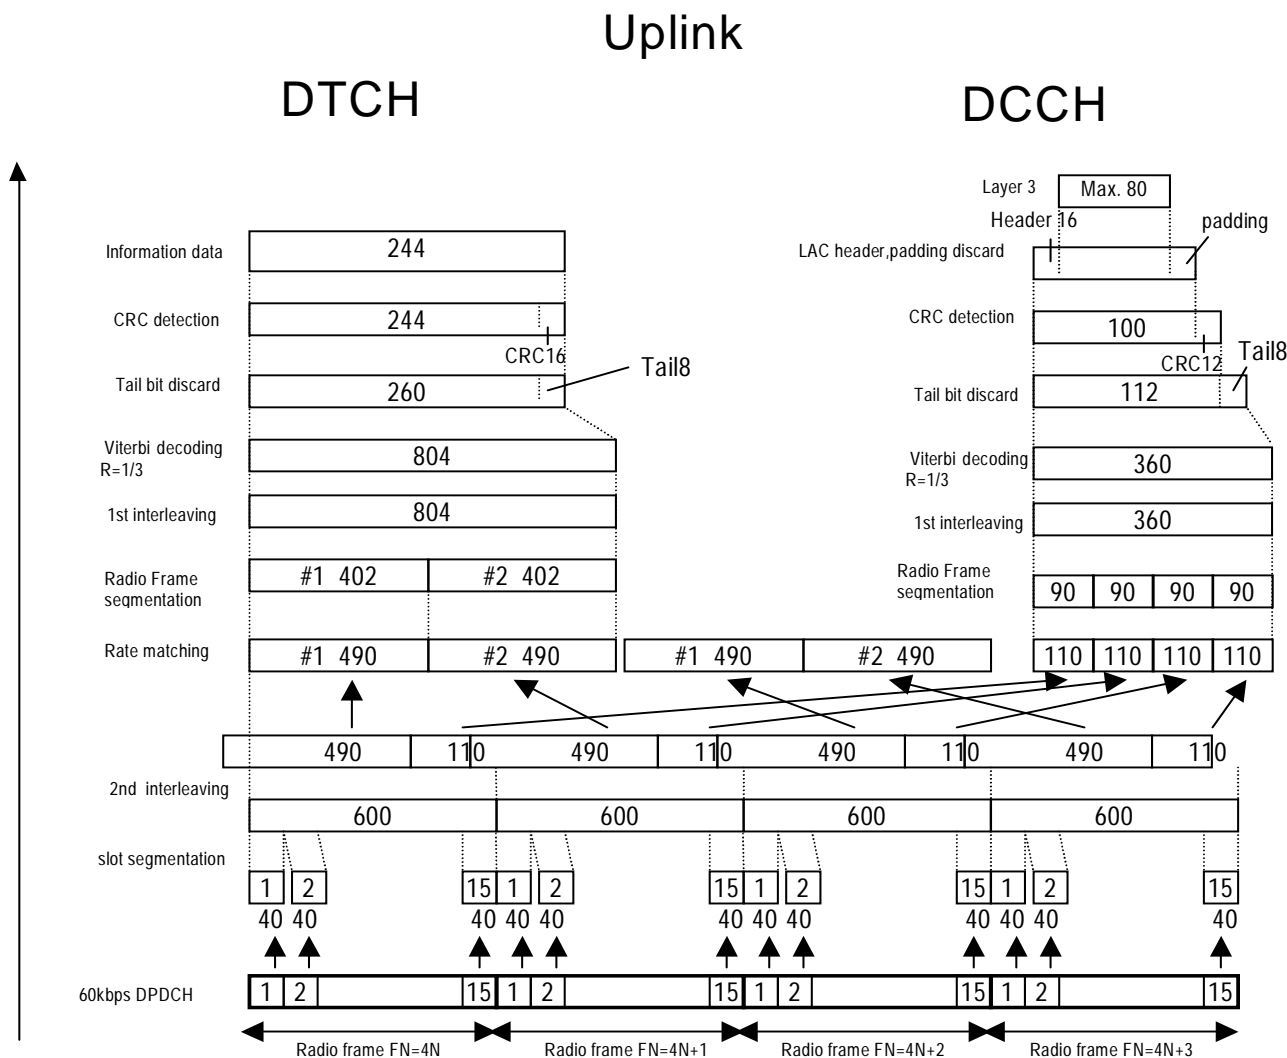 Uplink
DTCH
DCCH
Layer 3
Max. 80
Header 16
padding
Information data
244
LAC header,padding discard
CRC detection
244
CRC detection
100
CRC16
CRC12
Tail bit discard
260
Tail8
Tail bit discard
112
Tail8
Viterbi decoding
R=1/3
804
Viterbi decoding
R=1/3
360
1st interleaving
804
1st interleaving
360
Radio Frame
segmentation
#1 402
#2 402
Radio Frame
segmentation
90 90 90 90
Rate matching
#1 490
#2 490
#1 490
#2 490
110 110 110 110
490 110 490 110 490 110 490 110
2nd interleaving
600 600 600 600
slot segmentation
1 2 15 1 2 15 1 2 15 1 2 15
40 40 40 40 40 40 40 40 40 40 40 40
60kbps DPDCH
1 2 15 1 2 15 1 2 15 1 2 15
Radio frame FN=4N
Radio frame FN=4N+1
Radio frame FN=4N+2
Radio frame FN=4N+3